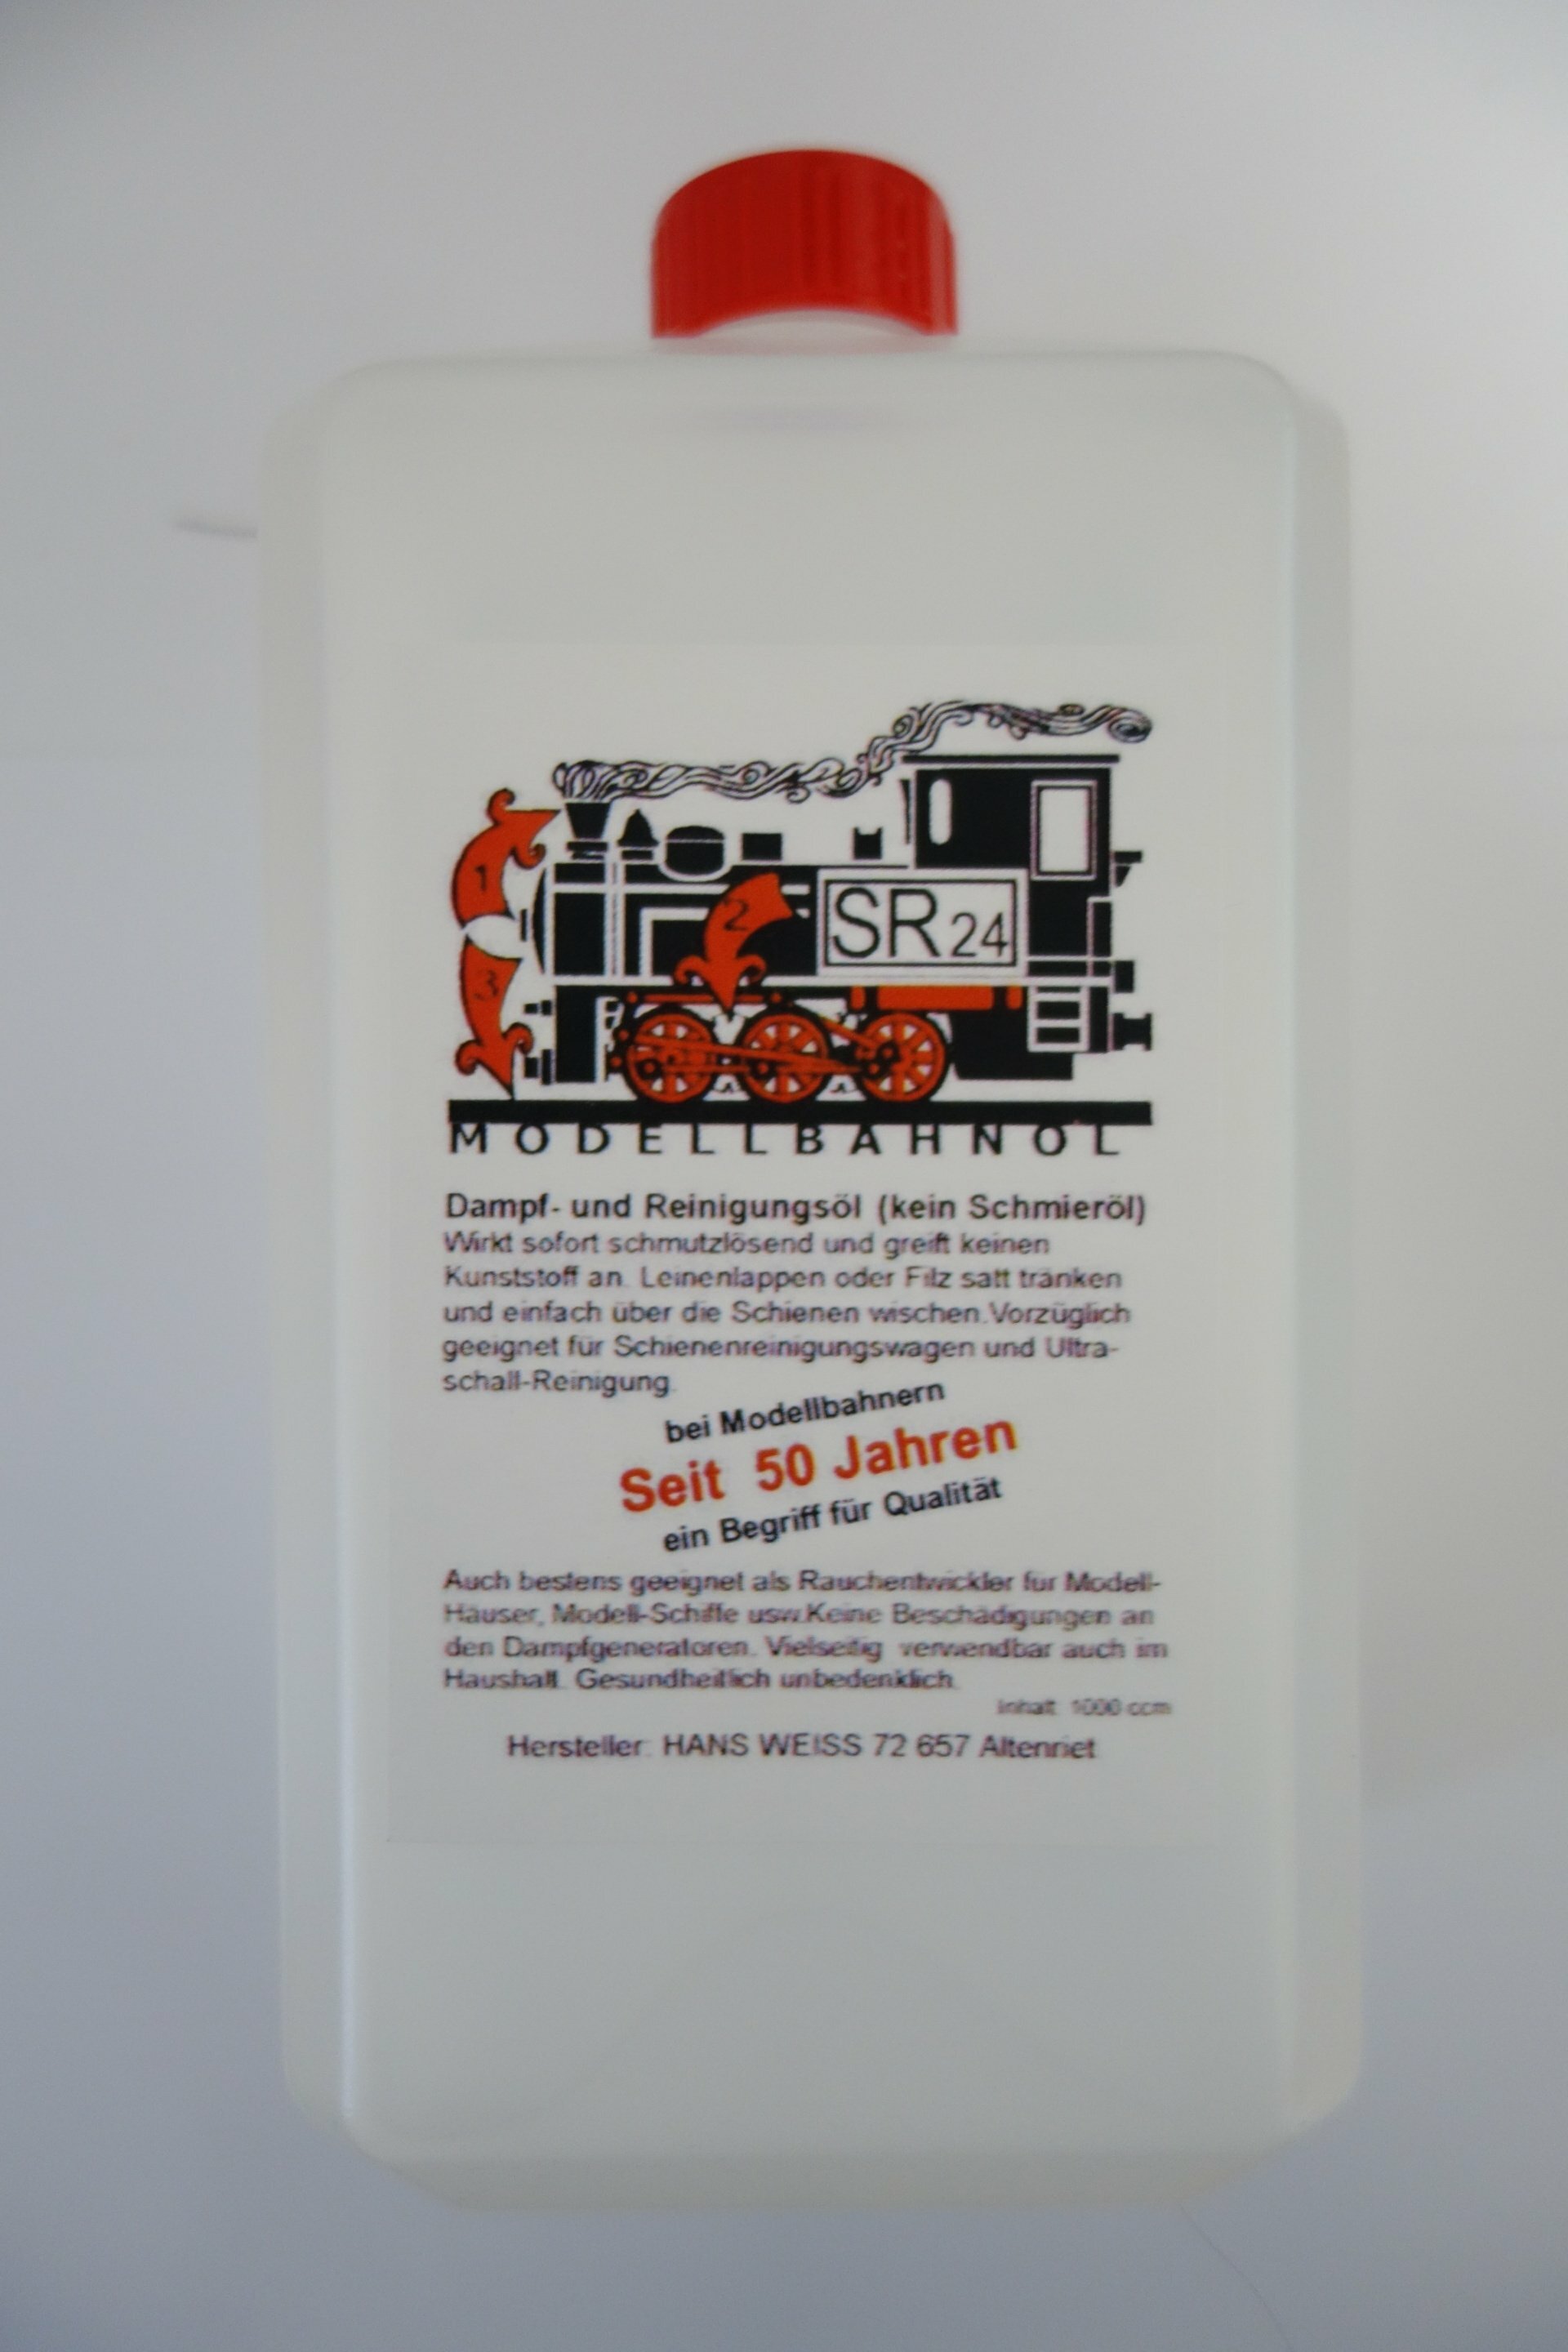 1
2
3
SR 24
MODELLBAHNÖL
Dampf- und Reinigungsöl (kein Schmieröl)
Wirkt sofort schmutzlösend und greift keinen
Kunststoff an. Leinenlappen oder Filz satt tränken
und einfach über die Schienen wischen.Vorzüglich
geeignet für Schienenreinigungswagen und Ultra-
schall-Reinigung.
bei Modellbahnern
Seit 50 Jahren
ein Begriff für Qualität
Auch bestens geeignet als Rauchentwickler für Modell-
Häuser, Modell-Schiffe usw.Keine Beschädigungen an
den Dampfgeneratoren. Vielseitig verwendbar auch im
Haushalt. Gesundheitlich unbedenklich.
Inhalt 1000 ccm
Hersteller: HANS WEISS 72 657 Altenriet